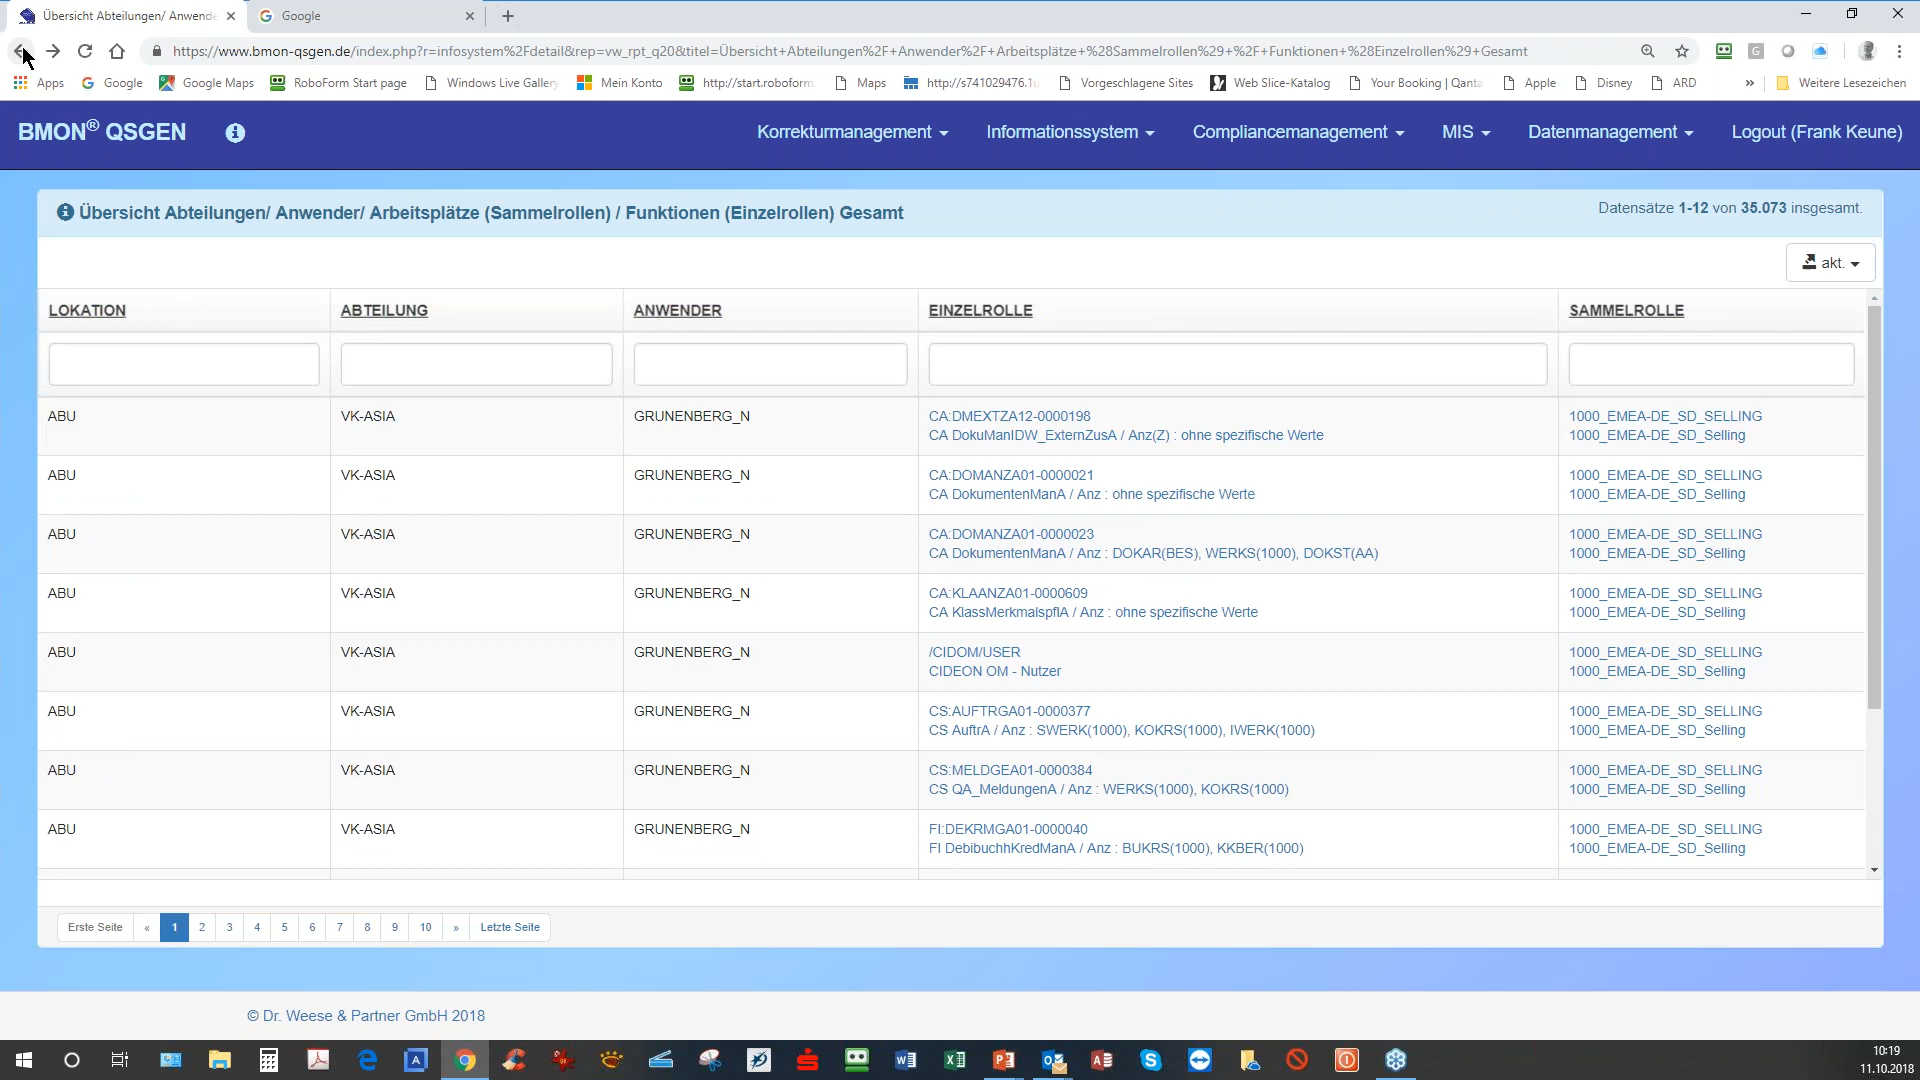 Übersicht Abteilungen/ Anwende
Google
https://www.bmon-qsgen.de/index.php?r=infosystem%2Fdetail&rep=vw_rpt_q20&titel=Übersicht+Abteilungen%2F+Anwender%2F+Arbeitsplätze+%28Sammelrollen%29+%2F+Funktionen+%28Einzelrollen%29+Gesamt
Apps Google Google Maps RoboForm Start page Windows Live Gallery Mein Konto http://start.roboform. Maps http://s741029476.1 Vorgeschlagene Sites Web Slice-Katalog Your Booking | Qanta Apple Disney ARD » Weitere Lesezeichen
BMON® QSGEN Korrekturmanagement Informationssystem Compliancemanagement MIS Datenmanagement Logout (Frank Keune)
Übersicht Abteilungen/ Anwender/ Arbeitsplätze (Sammelrollen) / Funktionen (Einzelrollen) Gesamt
Datensätze 1-12 von 35.073 insgesamt.
akt.
LOKATION ABTEILUNG ANWENDER EINZELROLLE SAMMELROLLE
ABU VK-ASIA GRUNENBERG_N CA:DMEXTZA12-0000198 1000_EMEA-DE_SD_SELLING
CA DokuManIDW_ExternZusA / Anz(Z) : ohne spezifische Werte 1000_EMEA-DE_SD_Selling
ABU VK-ASIA GRUNENBERG_N CA:DOMANZA01-0000021 1000_EMEA-DE_SD_SELLING
CA DokumentenManA / Anz : ohne spezifische Werte 1000_EMEA-DE_SD_Selling
ABU VK-ASIA GRUNENBERG_N CA:DOMANZA01-0000023 1000_EMEA-DE_SD_SELLING
CA DokumentenManA / Anz : DOKAR(BES), WERKS(1000), DOKST(AA) 1000_EMEA-DE_SD_Selling
ABU VK-ASIA GRUNENBERG_N CA:KLAANZA01-0000609 1000_EMEA-DE_SD_SELLING
CA KlassMerkmalspflA / Anz : ohne spezifische Werte 1000_EMEA-DE_SD_Selling
ABU VK-ASIA GRUNENBERG_N /CIDOM/USER 1000_EMEA-DE_SD_SELLING
CIDEON OM - Nutzer 1000_EMEA-DE_SD_Selling
ABU VK-ASIA GRUNENBERG_N CS:AUFTRGA01-0000377 1000_EMEA-DE_SD_SELLING
CS AuftrA / Anz : SWERK(1000), KOKRS(1000), IWERK(1000) 1000_EMEA-DE_SD_Selling
ABU VK-ASIA GRUNENBERG_N CS:MELDGEA01-0000384 1000_EMEA-DE_SD_SELLING
CS QA_MeldungenA / Anz : WERKS(1000), KOKRS(1000) 1000_EMEA-DE_SD_Selling
ABU VK-ASIA GRUNENBERG_N FI:DEKRMGA01-0000040 1000_EMEA-DE_SD_SELLING
FI DebibuchhKredManA / Anz : BUKRS(1000), KKBER(1000) 1000_EMEA-DE_SD_Selling
Erste Seite « 1 2 3 4 5 6 7 8 9 10 » Letzte Seite
© Dr. Weese & Partner GmbH 2018
10:19
11.10.2018